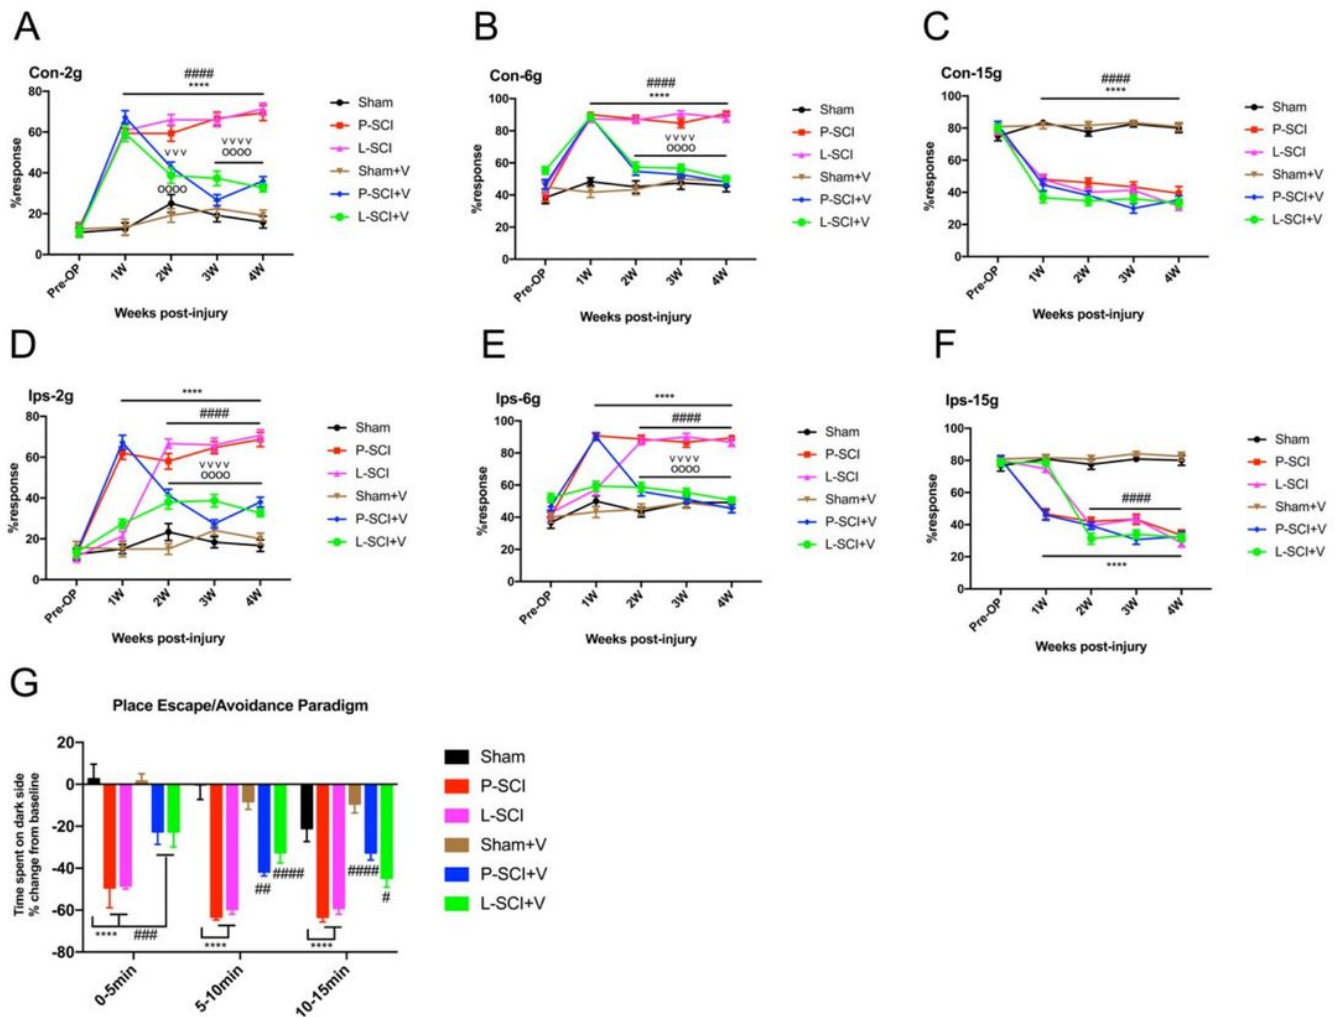 A
Con-2g
####
****
80
60
40
20
0
%response
vvv
oooo
vvvv
oooo
Pre-OP
1W
2W
3W
4W
Weeks post-injury
Sham
P-SCI
L-SCI
Sham+V
P-SCI+V
L-SCI+V
B
Con-6g
####
****
100
80
60
40
20
0
%response
vvvv
oooo
Pre-OP
1W
2W
3W
4W
Weeks post-injury
Sham
P-SCI
L-SCI
Sham+V
P-SCI+V
L-SCI+V
C
Con-15g
####
****
100
80
60
40
20
0
%response
Pre-OP
1W
2W
3W
4W
Weeks post-injury
Sham
P-SCI
L-SCI
Sham+V
P-SCI+V
L-SCI+V
D
Ips-2g
****
####
80
60
40
20
0
%response
vvvv
oooo
Pre-OP
1W
2W
3W
4W
Weeks post-injury
Sham
P-SCI
L-SCI
Sham+V
P-SCI+V
L-SCI+V
E
Ips-6g
****
####
100
80
60
40
20
0
%response
vvvv
oooo
Pre-OP
1W
2W
3W
4W
Weeks post-injury
Sham
P-SCI
L-SCI
Sham+V
P-SCI+V
L-SCI+V
F
Ips-15g
100
80
60
40
20
0
%response
####
****
Pre-OP
1W
2W
3W
4W
Weeks post-injury
Sham
P-SCI
L-SCI
Sham+V
P-SCI+V
L-SCI+V
G
Place Escape/Avoidance Paradigm
Time spent on dark side
% change from baseline
20
0
-20
-40
-60
-80
****
###
##
####
****
####
#
****
0-5min
5-10min
10-15min
Sham
P-SCI
L-SCI
Sham+V
P-SCI+V
L-SCI+V